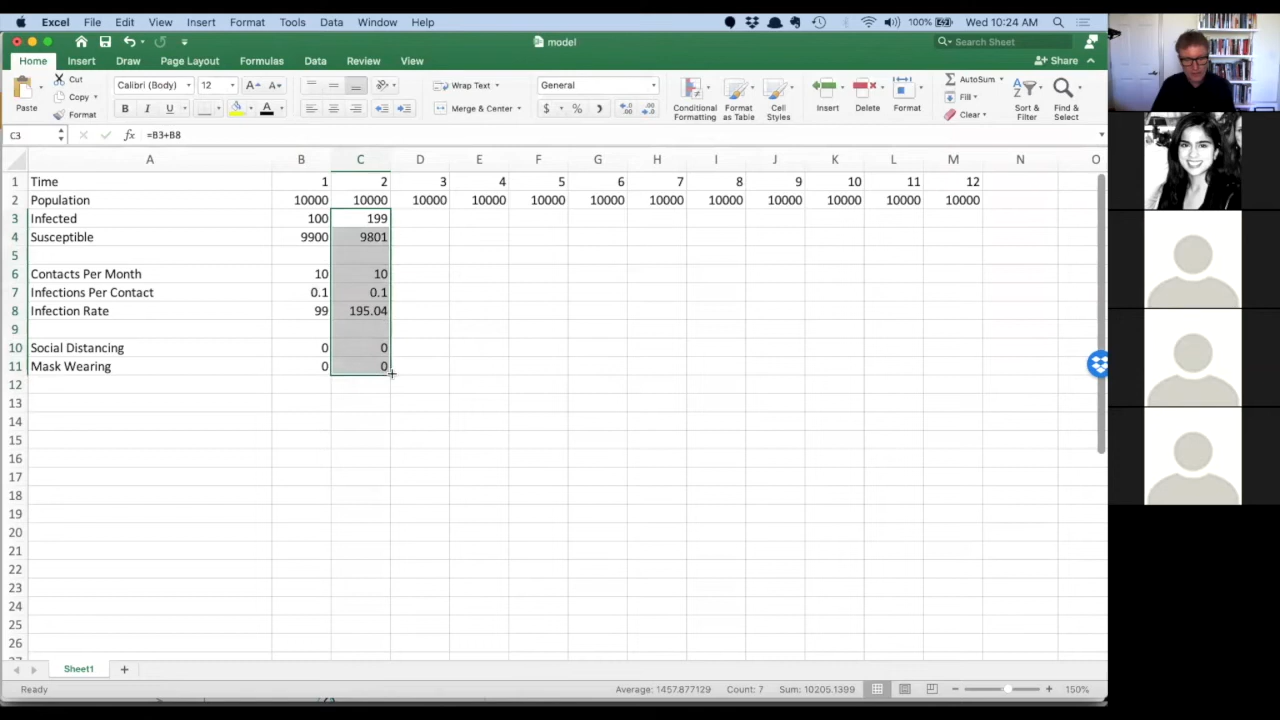 Excel File Edit View Insert Format Tools Data Window Help 100% Wed 10:24 AM
model Search Sheet
Home Insert Draw Page Layout Formulas Data Review View Share
Paste Cut Copy Format
Calibri (Body) 12 A A
B I U A
Wrap Text Merge & Center
General
$ % )
Conditional Formatting Format as Table Cell Styles
Insert Delete Format
AutoSum Fill Clear
Sort & Filter Find & Select
C3 fx =B3+B8
A B C D E F G H I J K L M N O
1 Time 1 2 3 4 5 6 7 8 9 10 11 12
2 Population 10000 10000 10000 10000 10000 10000 10000 10000 10000 10000 10000 10000
3 Infected 100 199
4 Susceptible 9900 9801
5
6 Contacts Per Month 10 10
7 Infections Per Contact 0.1 0.1
8 Infection Rate 99 195.04
9
10 Social Distancing 0 0
11 Mask Wearing 0 0
12
13
14
15
16
17
18
19
20
21
22
23
24
25
26
Sheet1
Ready Average: 1457.877129 Count: 7 Sum: 10205.1399 150%